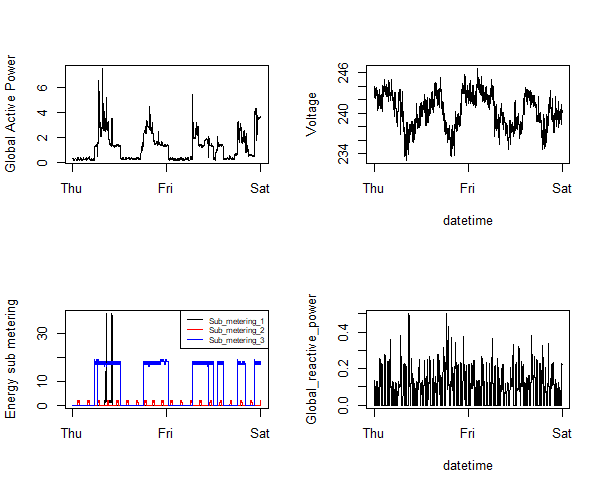 Global Active Power
0 2 4 6
Thu Fri Sat
Voltage
234 240 246
Thu Fri Sat
datetime
Energy sub metering
0 10 30
Sub_metering_1
Sub_metering_2
Sub_metering_3
Thu Fri Sat
Global_reactive_power
0.0 0.2 0.4
Thu Fri Sat
datetime